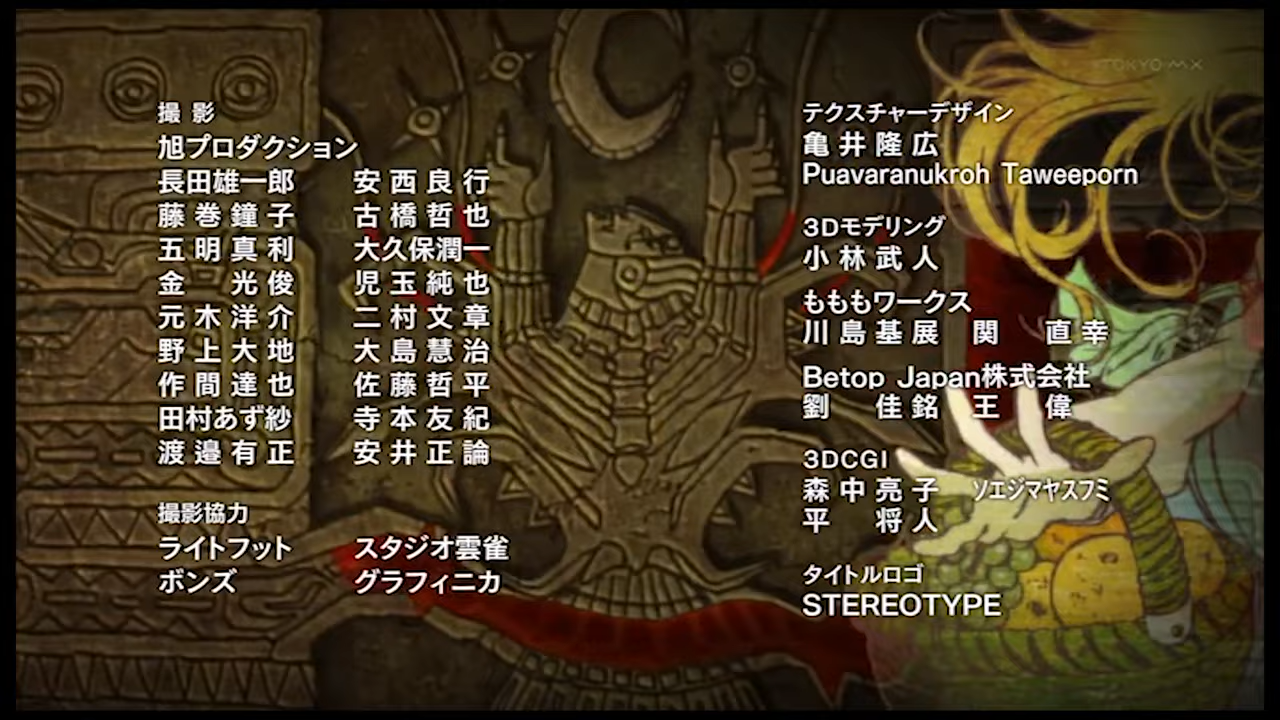 TOKYO MX
撮影
旭プロダクション
長田雄一郎 安西良行
藤巻鐘子 古橋哲也
五明真利 大久保潤一
金 光俊 児玉純也
元木洋介 二村文章
野上大地 大島慧治
作間達也 佐藤哲平
田村あず紗 寺本友紀
渡邉有正 安井正論
撮影協力
ライトフット スタジオ雲雀
ボンズ グラフィニカ
テクスチャーデザイン
亀井隆広
Puavaranukroh Taweeporn
3Dモデリング
小林武人
ももももワークス
川島基展 関 直幸
Betop Japan株式会社
劉 佳銘 王 偉
3DCGI
森中亮子 ソエジマヤスフミ
平 将人
タイトルロゴ
STEREOTYPE